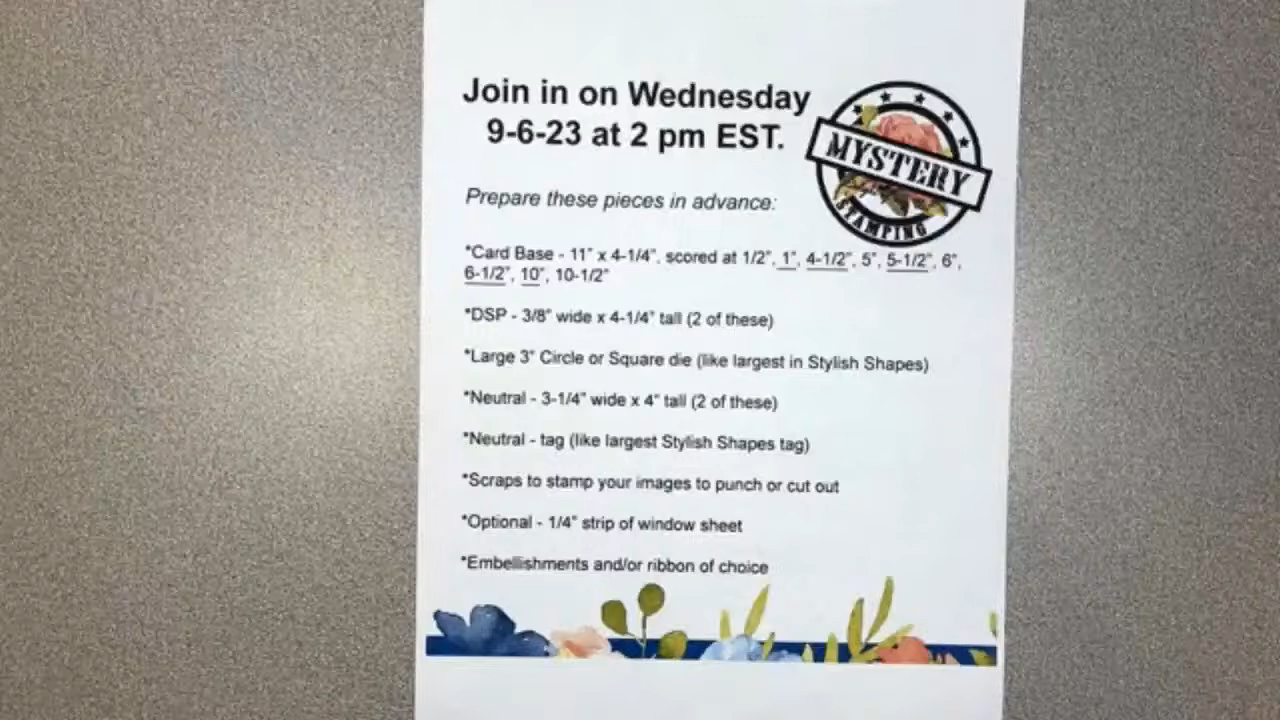 Join in on Wednesday
9-6-23 at 2 pm EST.
MYSTERY
STAMPING
Prepare these pieces in advance:
*Card Base - 11" x 4-1/4", scored at 1/2", 1", 4-1/2", 5", 5-1/2", 6",
6-1/2", 10", 10-1/2"
*DSP - 3/8" wide x 4-1/4" tall (2 of these)
*Large 3" Circle or Square die (like largest in Stylish Shapes)
*Neutral - 3-1/4" wide x 4" tall (2 of these)
*Neutral - tag (like largest Stylish Shapes tag)
*Scraps to stamp your images to punch or cut out
*Optional - 1/4" strip of window sheet
*Embellishments and/or ribbon of choice